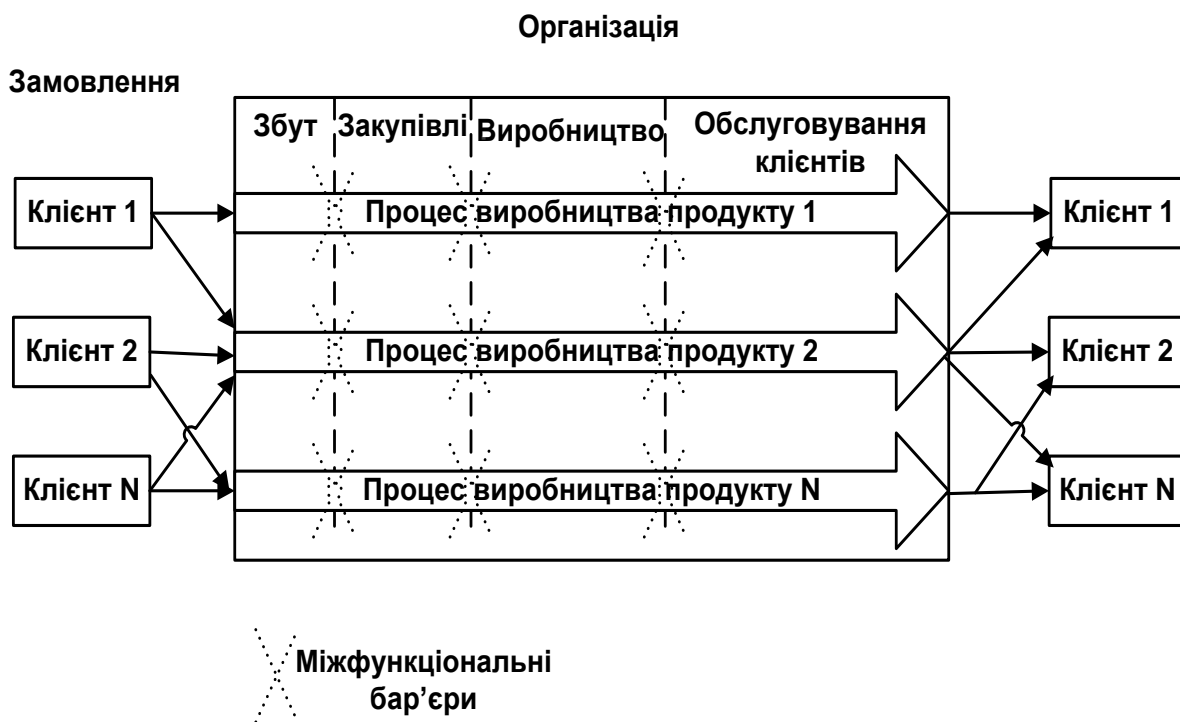 Організація
Замовлення
Збут
Закупівлі
Виробництво
Обслуговування
клієнтів
Клієнт 1
Процес виробництва продукту 1
Клієнт 1
Клієнт 2
Процес виробництва продукту 2
Клієнт 2
Клієнт N
Процес виробництва продукту N
Клієнт N
Міжфункціональні
бар’єри